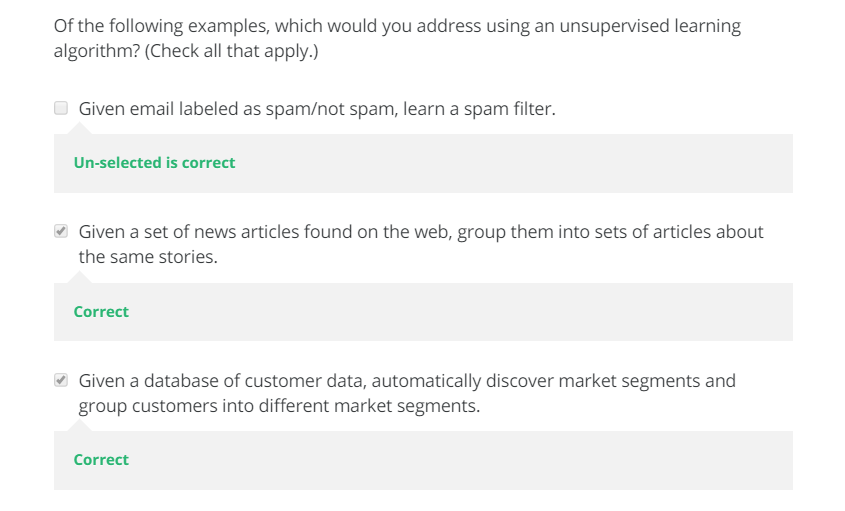 Of the following examples, which would you address using an unsupervised learning
algorithm? (Check all that apply.)
Given email labeled as spam/not spam, learn a spam filter.
Un-selected is correct
Given a set of news articles found on the web, group them into sets of articles about
the same stories.
Correct
Given a database of customer data, automatically discover market segments and
group customers into different market segments.
Correct